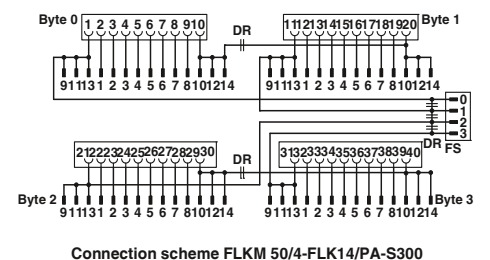 Byte 0 1 2 3 4 5 6 7 8 9 10 DR 11 12 13 14 15 16 17 18 19 20 Byte 1
9 11 13 1 2 3 4 5 6 7 8 10 12 14 9 11 13 1 2 3 4 5 6 7 8 10 12 14
0
1
2
3
DR FS
21 22 23 24 25 26 27 28 29 30 DR 31 32 33 34 35 36 37 38 39 40
Byte 2 Byte 3
9 11 13 1 2 3 4 5 6 7 8 10 12 14 9 11 13 1 2 3 4 5 6 7 8 10 12 14
Connection scheme FLKM 50/4-FLK14/PA-S300